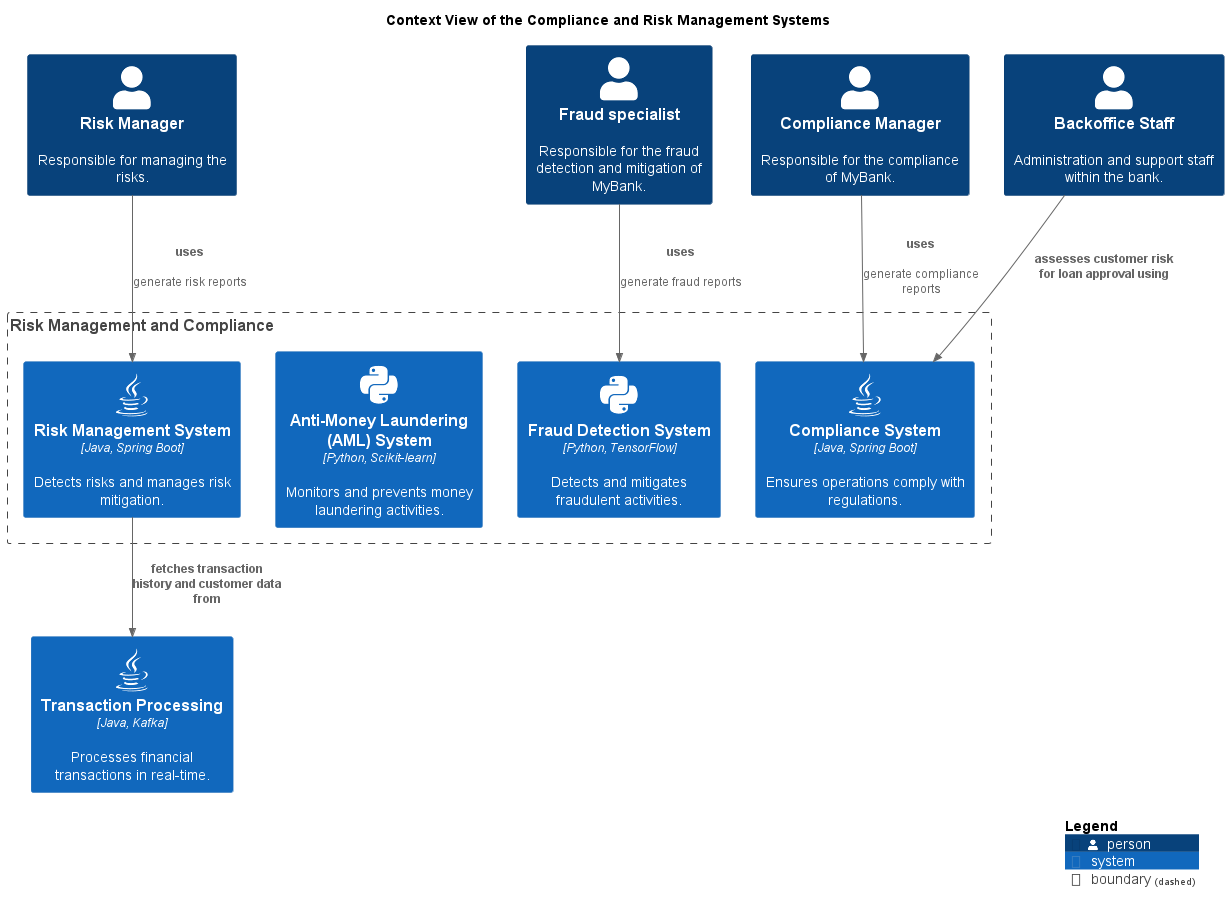 Context View of the Compliance and Risk Management Systems
Risk Manager
Responsible for managing the
risks.
Fraud specialist
Responsible for the fraud
detection and mitigation of
MyBank.
Compliance Manager
Responsible for the compliance
of MyBank.
Backoffice Staff
Administration and support staff
within the bank.
uses
generate risk reports
uses
generate fraud reports
uses
generate compliance
reports
assesses customer risk
for loan approval using
Risk Management and Compliance
Risk Management System
[Java, Spring Boot]
Detects risks and manages risk
mitigation.
Anti-Money Laundering
(AML) System
[Python, Scikit-learn]
Monitors and prevents money
laundering activities.
Fraud Detection System
[Python, TensorFlow]
Detects and mitigates
fraudulent activities.
Compliance System
[Java, Spring Boot]
Ensures operations comply with
regulations.
fetches transaction
history and customer data
from
Transaction Processing
[Java, Kafka]
Processes financial
transactions in real-time.
Legend
person
system
boundary (dashed)